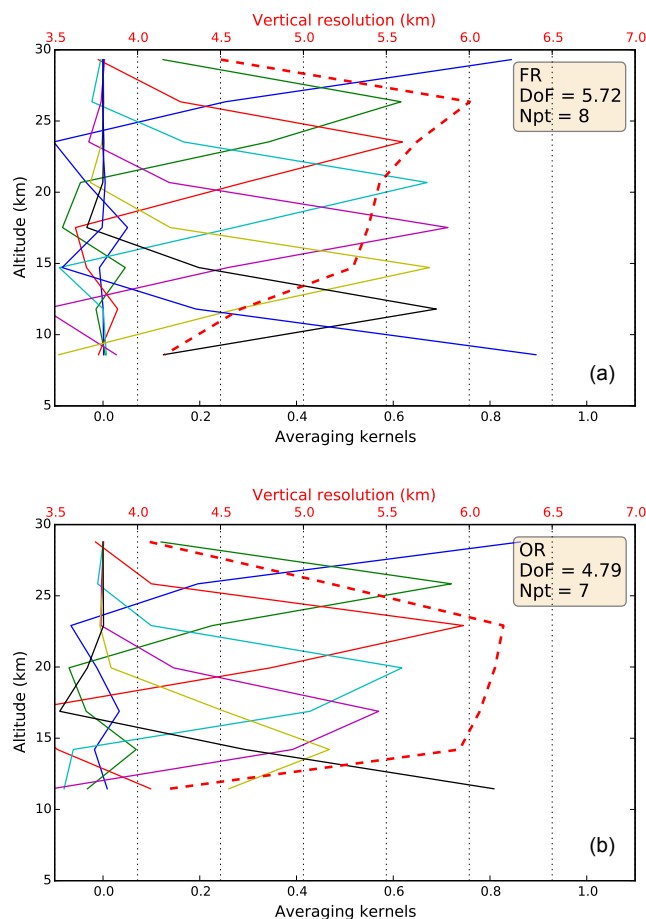 Vertical resolution (km)
3.5 4.0 4.5 5.0 5.5 6.0 6.5 7.0
30
25
20
15
10
5
Altitude (km)
FR
DoF = 5.72
Npt = 8
(a)
0.0 0.2 0.4 0.6 0.8 1.0
Averaging kernels
Vertical resolution (km)
3.5 4.0 4.5 5.0 5.5 6.0 6.5 7.0
30
25
20
15
10
5
Altitude (km)
OR
DoF = 4.79
Npt = 7
(b)
0.0 0.2 0.4 0.6 0.8 1.0
Averaging kernels